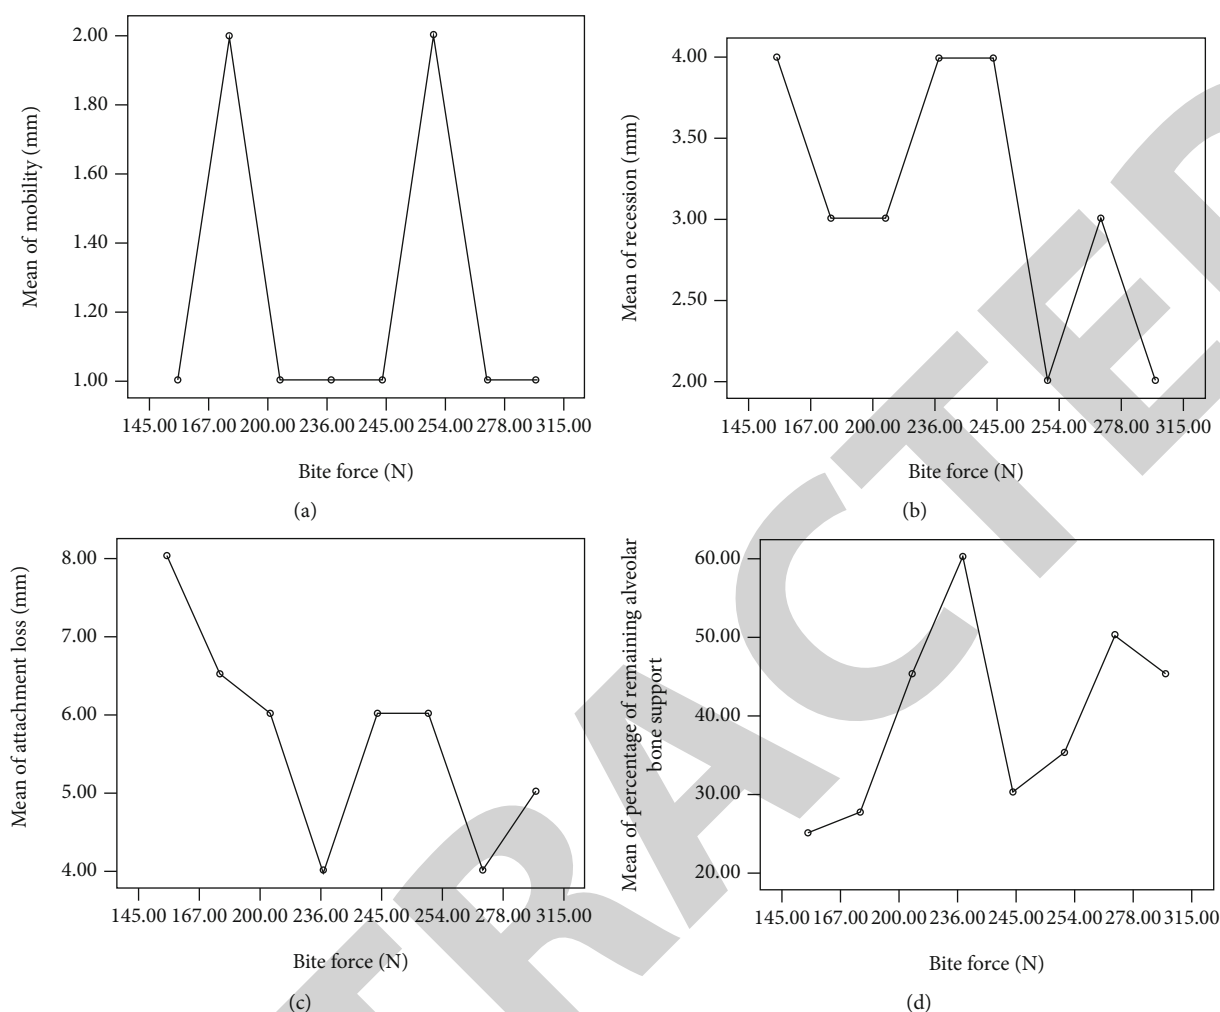 Mean of mobility (mm)
2.00
1.80
1.60
1.40
1.20
1.00
145.00 167.00 200.00 236.00 245.00 254.00 278.00 315.00
Bite force (N)
(a)
Mean of recession (mm)
4.00
3.50
3.00
2.50
2.00
145.00 167.00 200.00 236.00 245.00 254.00 278.00 315.00
Bite force (N)
(b)
Mean of attachment loss (mm)
8.00
7.00
6.00
5.00
4.00
145.00 167.00 200.00 236.00 245.00 254.00 278.00 315.00
Bite force (N)
(c)
Mean of percentage of remaining alveolar
bone support
60.00
50.00
40.00
30.00
20.00
145.00 167.00 200.00 236.00 245.00 254.00 278.00 315.00
Bite force (N)
(d)
TRACTED